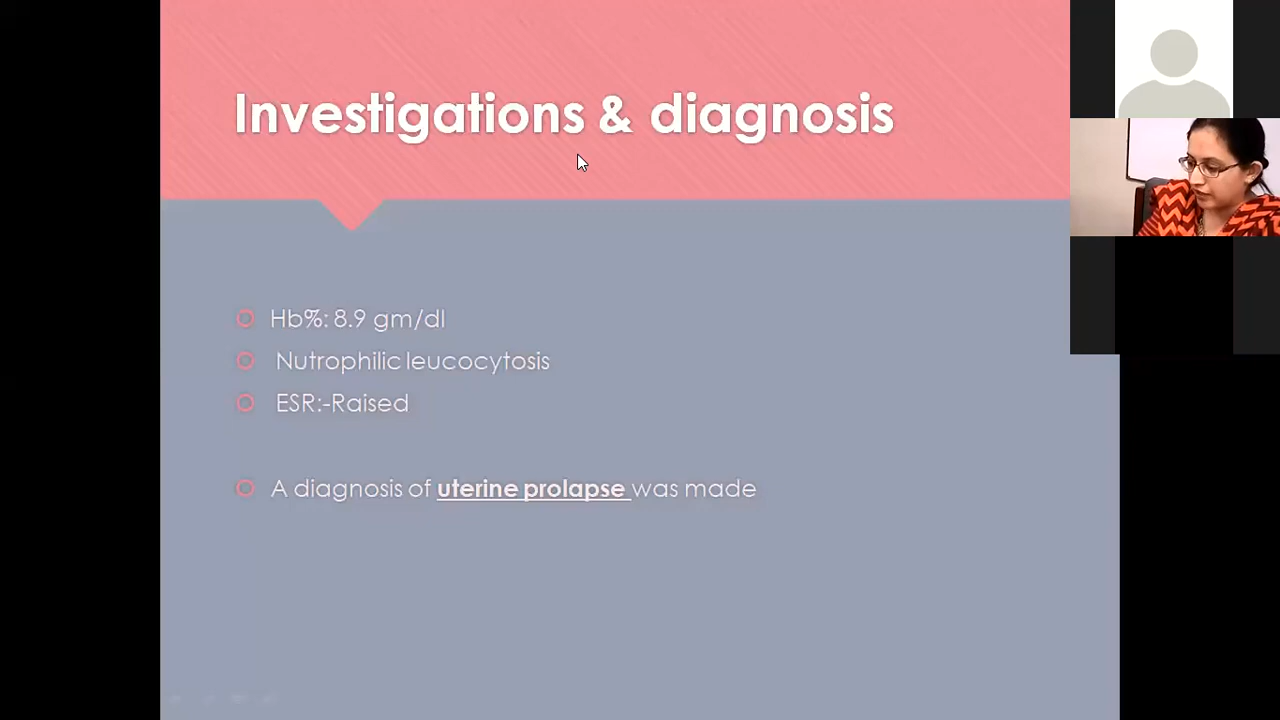 Investigations & diagnosis
Hb%: 8.9 gm/dl
Nutrophilic leucocytosis
ESR:-Raised
A diagnosis of uterine prolapse was made